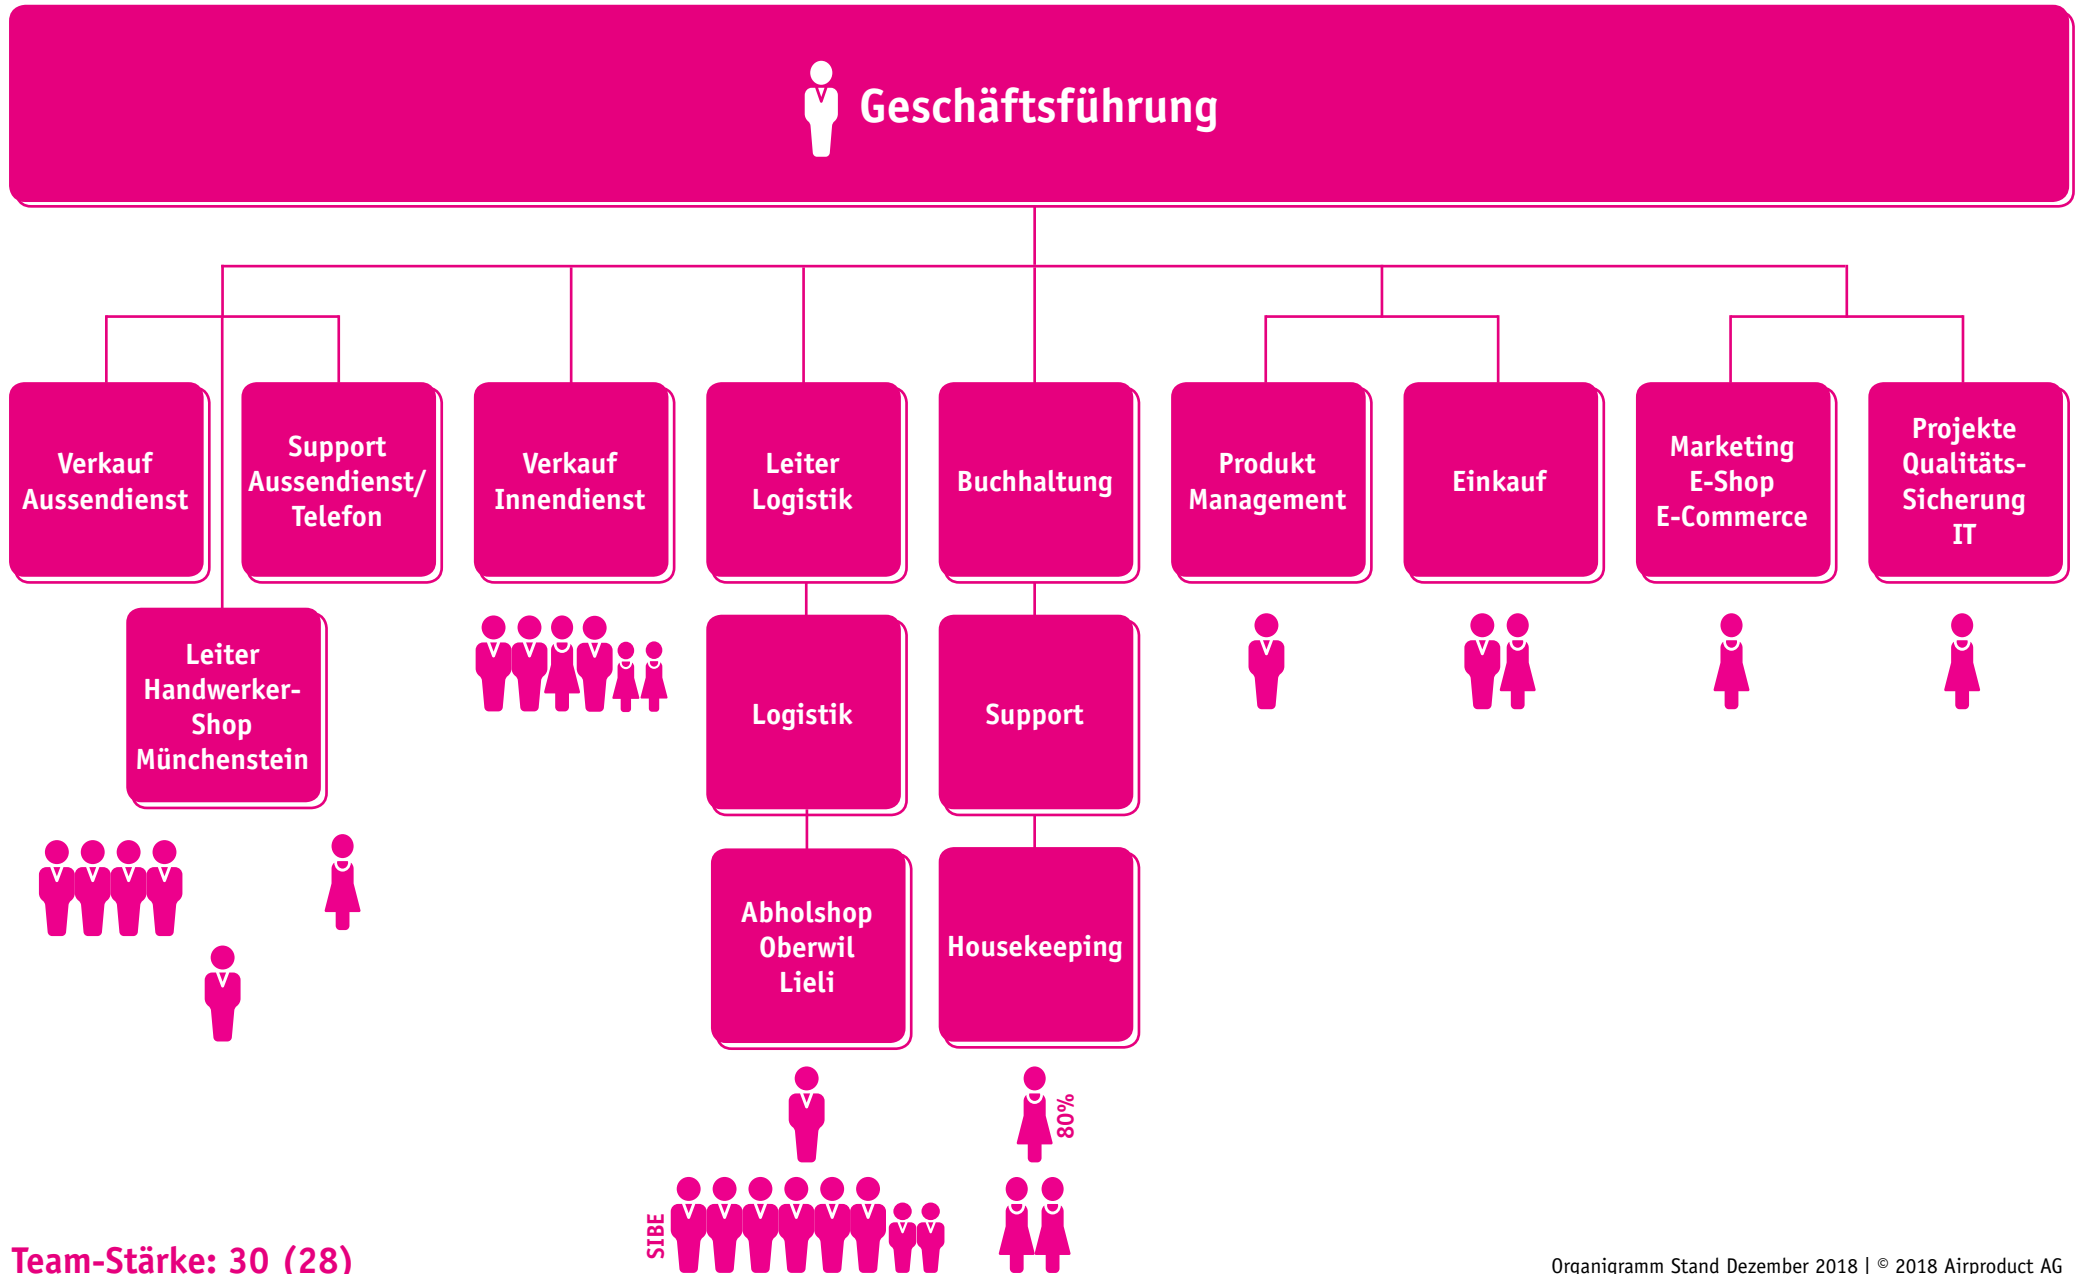 Geschäftsführung
Verkauf
Aussendienst
Support
Aussendienst/
Telefon
Verkauf
Innendienst
Leiter
Logistik
Buchhaltung
Produkt
Management
Einkauf
Marketing
E-Shop
E-Commerce
Projekte
Qualitäts-
Sicherung
IT
Leiter
Handwerker-
Shop
Münchenstein
Logistik
Support
Abholshop
Oberwil
Lieli
Housekeeping
80%
SIBE
Team-Stärke: 30 (28)
Organigramm Stand Dezember 2018 | © 2018 Airproduct AG